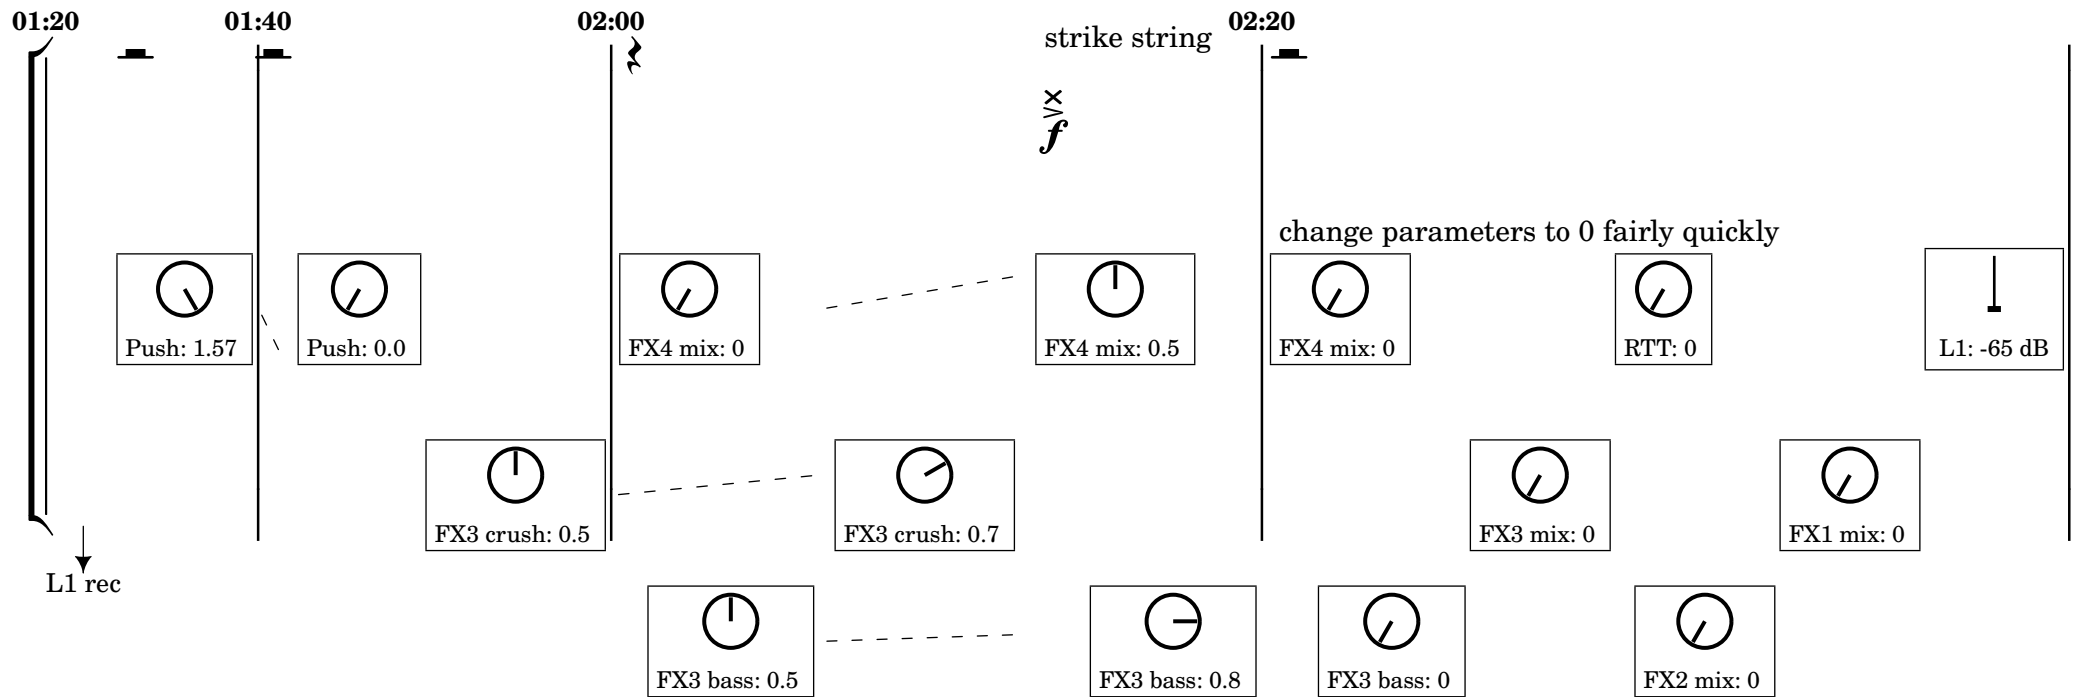 01:20
01:40
02:00
02:20
strike string
f
change parameters to 0 fairly quickly
Push: 1.57
Push: 0.0
FX4 mix: 0
FX4 mix: 0.5
FX4 mix: 0
RTT: 0
L1: -65 dB
FX3 crush: 0.5
FX3 crush: 0.7
FX3 mix: 0
FX1 mix: 0
L1 rec
FX3 bass: 0.5
FX3 bass: 0.8
FX3 bass: 0
FX2 mix: 0